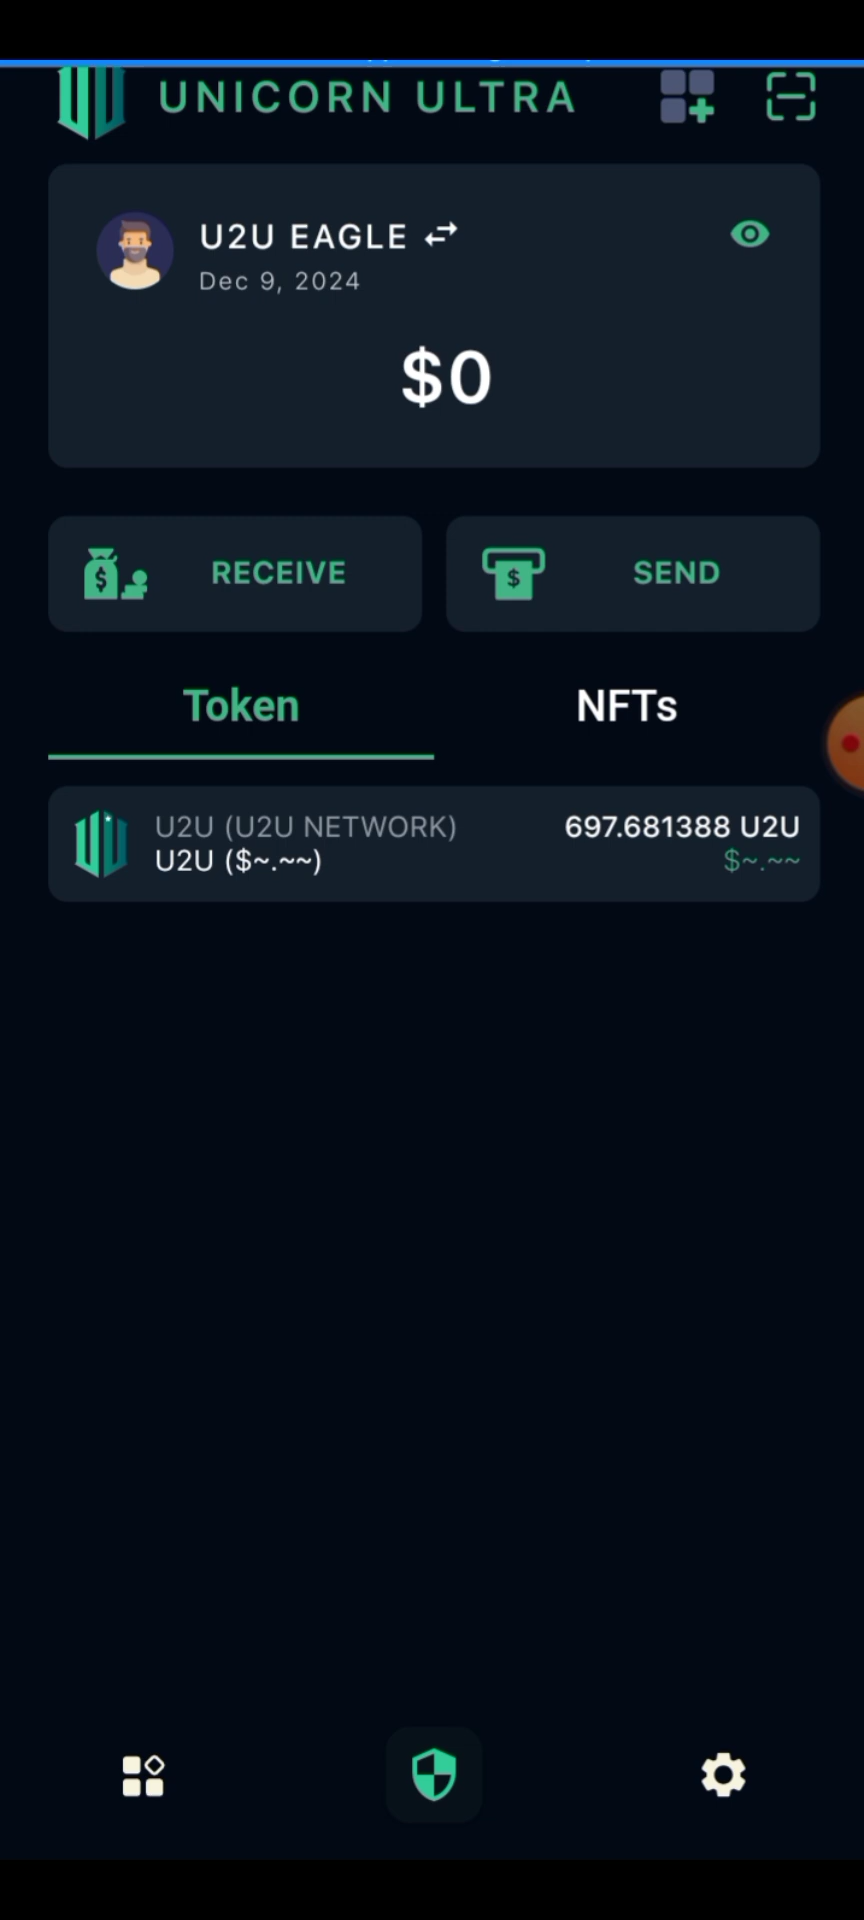 UNICORN ULTRA
U2U EAGLE
Dec 9, 2024
$0
RECEIVE
SEND
Token
NFTs
U2U (U2U NETWORK)
697.681388 U2U
U2U ($~.~~)
$~.~~